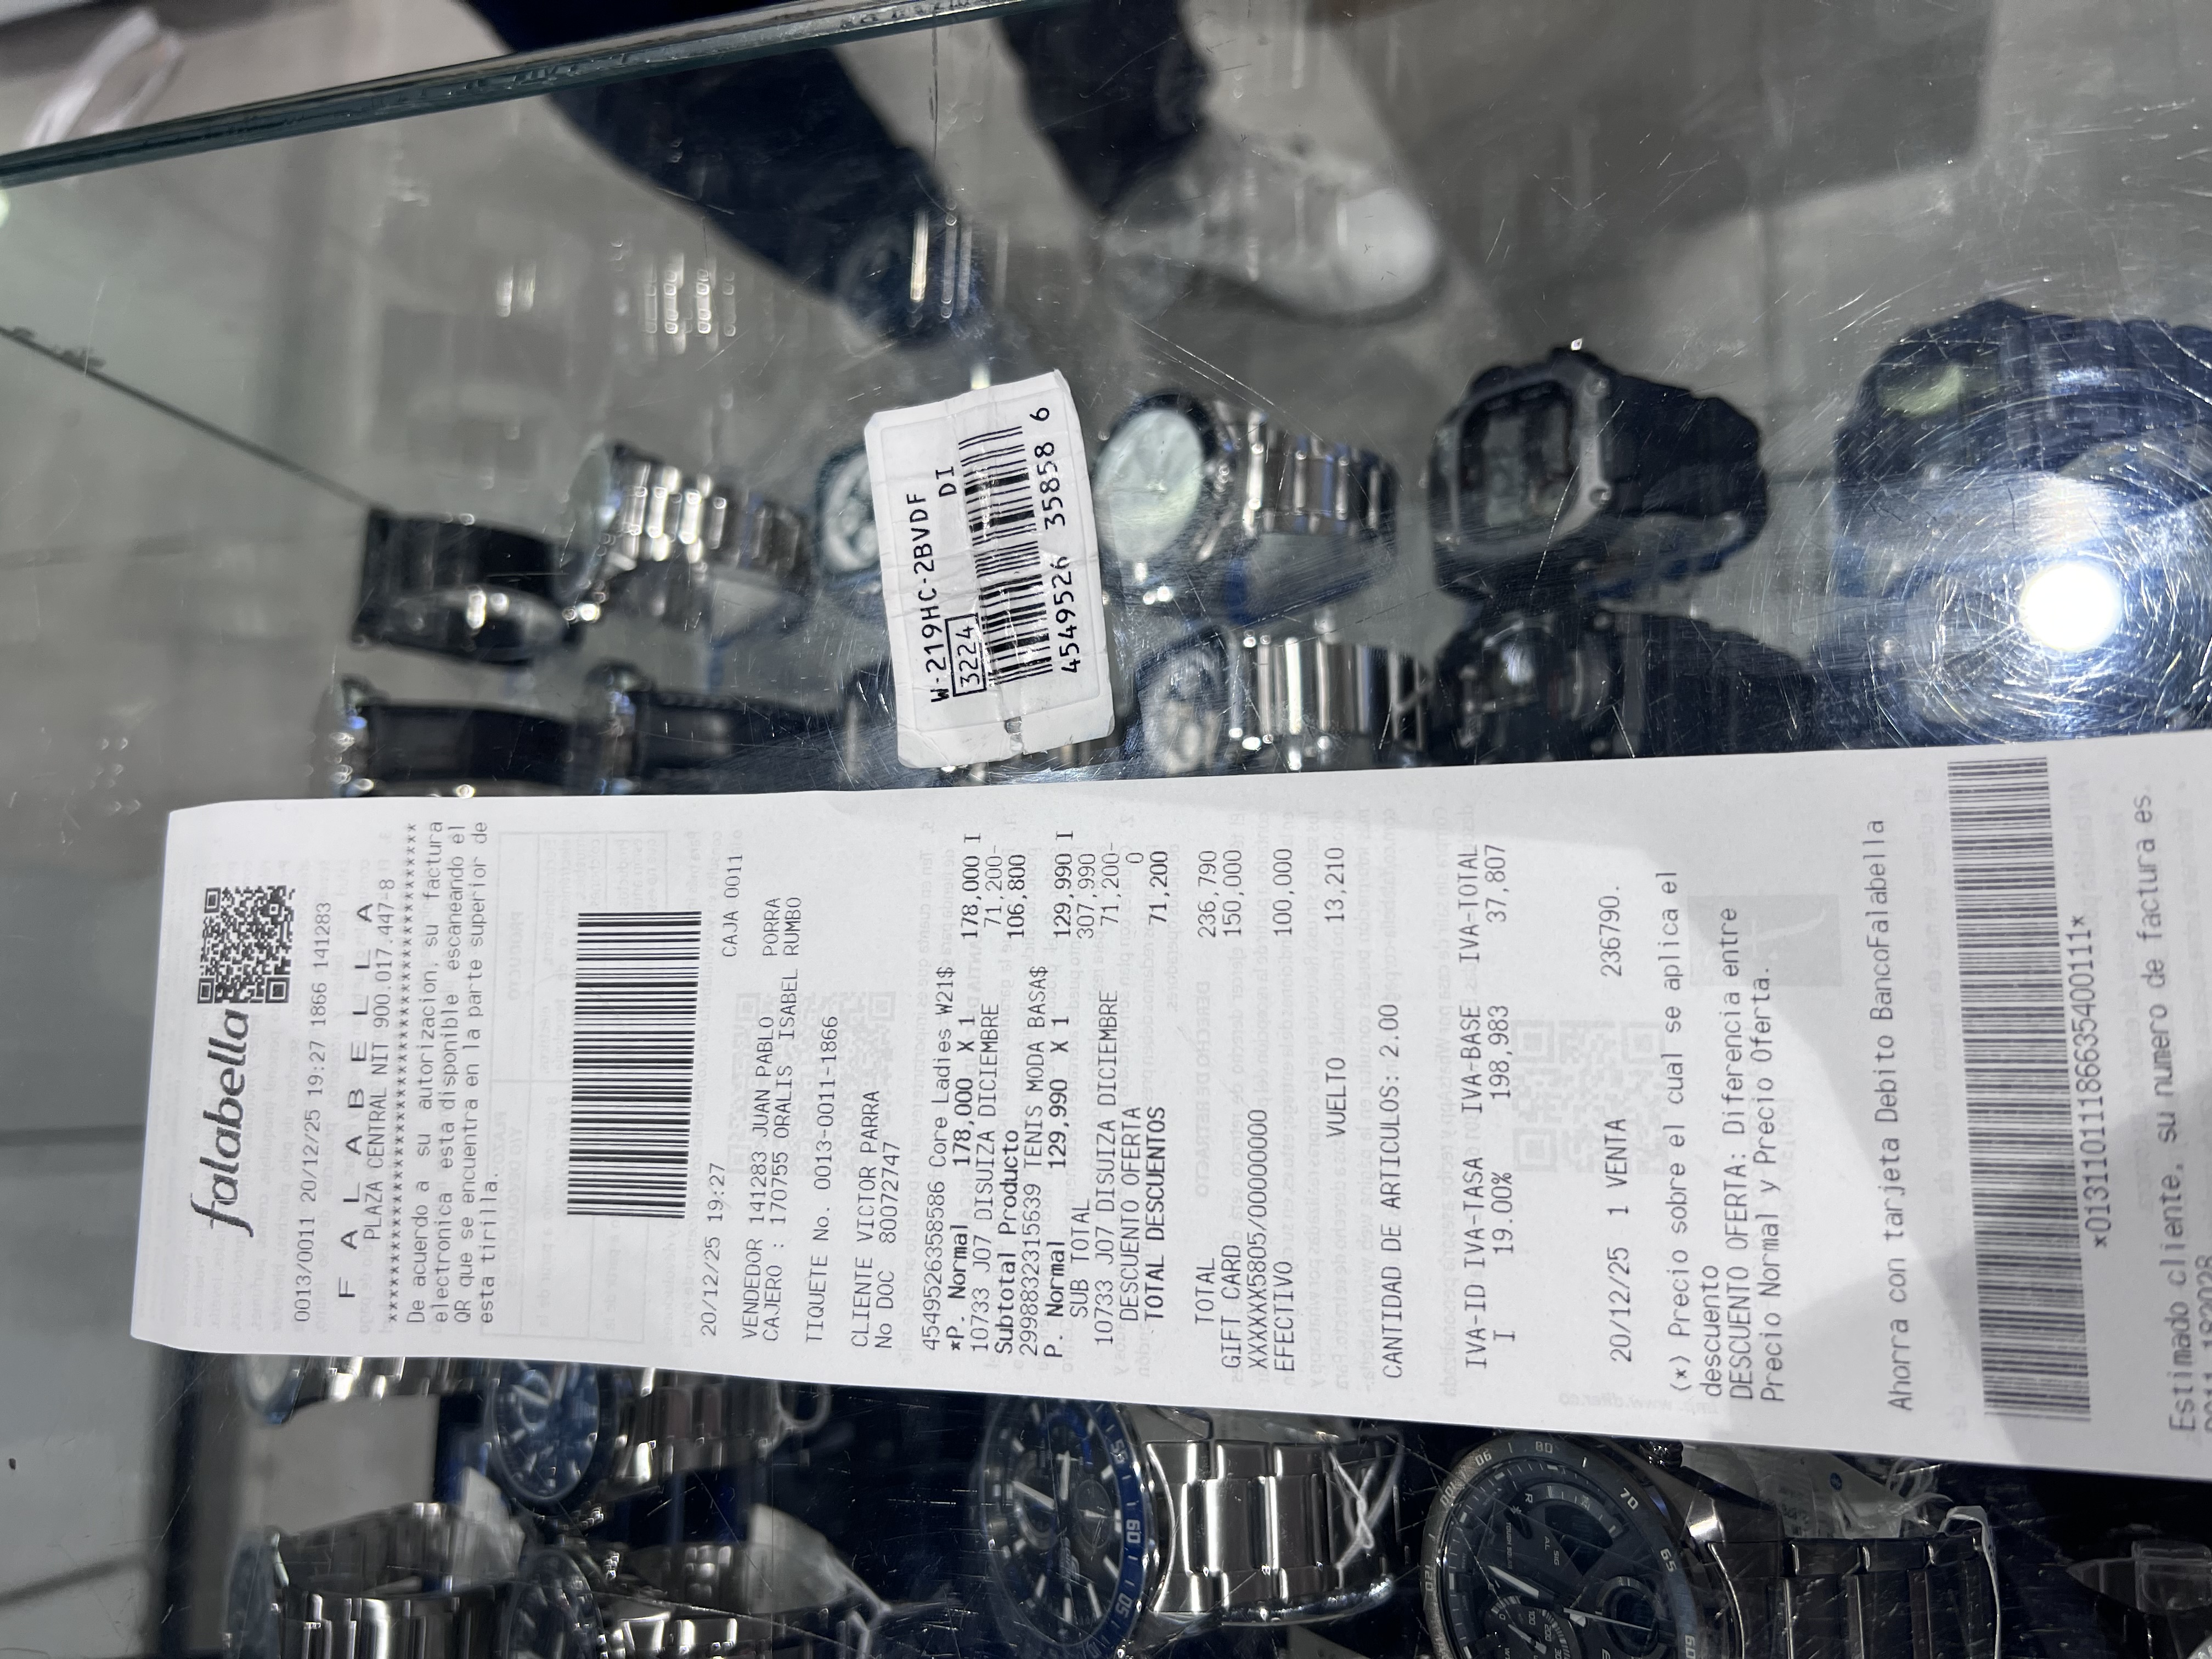 W-219HC-2BVDF
3224 DI
4549526 35858 6
falabella
0013/0011 20/12/25 19:27 1866 141283
F A L A B E L L A
PLAZA CENTRAL NIT 900.017.447-8
De acuerdo a su autorizacion, su factura
electronica esta disponible escaneando el
QR que se encuentra en la parte superior de
esta tirilla.
20/12/25 19:27 CAJA 0011
VENDEDOR 141283 JUAN PABLO PORRA
CAJERO : 170755 ORALIS ISABEL RUMBO
TIQUETE No. 0013-0011-1866
CLIENTE VICTOR PARRA
No DOC 80072747
4549526358586 Core Ladies W21$
*P. Normal 178,000 X 1 178,000 I
10733 J07 DISUIZA DICIEMBRE 71,200-
Subtotal Producto 106,800
2998832315639 TENIS MODA BASA$
P. Normal 129,990 X 1 129,990 I
SUB TOTAL 307,990
10733 J07 DISUIZA DICIEMBRE 71,200-
DESCUENTO OFERTA 0
TOTAL DESCUENTOS 71,200
TOTAL 236,790
GIFT CARD 150,000
XXXXXXX5805/0000000000
EFECTIVO 100,000
VUELTO 13,210
CANTIDAD DE ARTICULOS: 2.00
IVA-ID IVA-TASA IVA-BASE IVA-TOTAL
I 19.00% 198,983 37,807
20/12/25 1 VENTA 236790.
(*) Precio sobre el cual se aplica el
descuento
DESCUENTO OFERTA: Diferencia entre
Precio Normal y Precio Oferta.
Ahorra con tarjeta Debito BancoFalabella
*01311011186635400111*
Estimado cliente, su numero de factura es